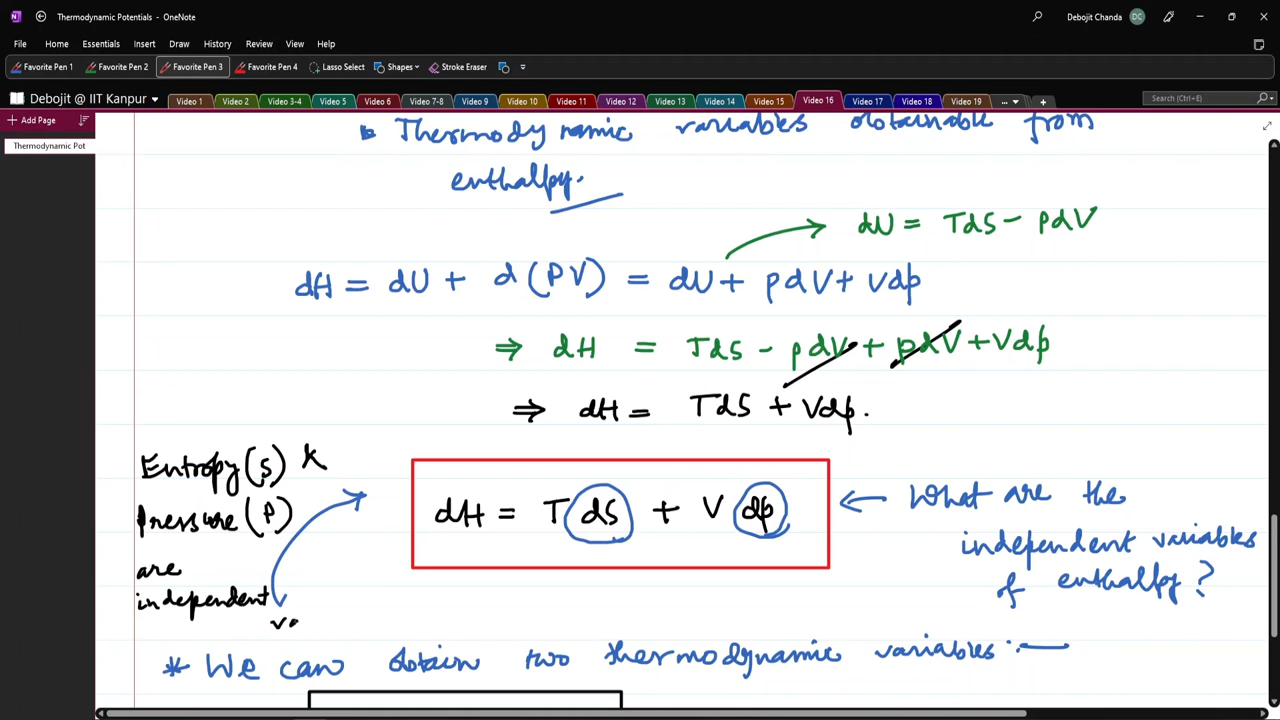 Thermodynamic Potentials - OneNote
Debojit Chanda DC
File Home Essentials Insert Draw History Review View Help
Favorite Pen 1 Favorite Pen 2 Favorite Pen 3 Favorite Pen 4 Lasso Select Shapes Stroke Eraser
Debojit @ IIT Kanpur Video 1 Video 2 Video 3-4 Video 5 Video 6 Video 7-8 Video 9 Video 10 Video 11 Video 12 Video 13 Video 14 Video 15 Video 16 Video 17 Video 18 Video 19 ... Search (Ctrl+E)
Add Page
Thermodynamic Pot
Thermodynamic variables obtainable from
enthalpy.
dU = TdS - pdV
dH = dU + d(PV) = dU + pdV + Vdp
⇒ dH = TdS - pdV + pdV + Vdp
⇒ dH = TdS + Vdp.
Entropy (S) &
Pressure (P)
are
independent
dH = T dS + V dp
← What are the
independent variables
of enthalpy?
* We can obtain two thermodynamic variables :—